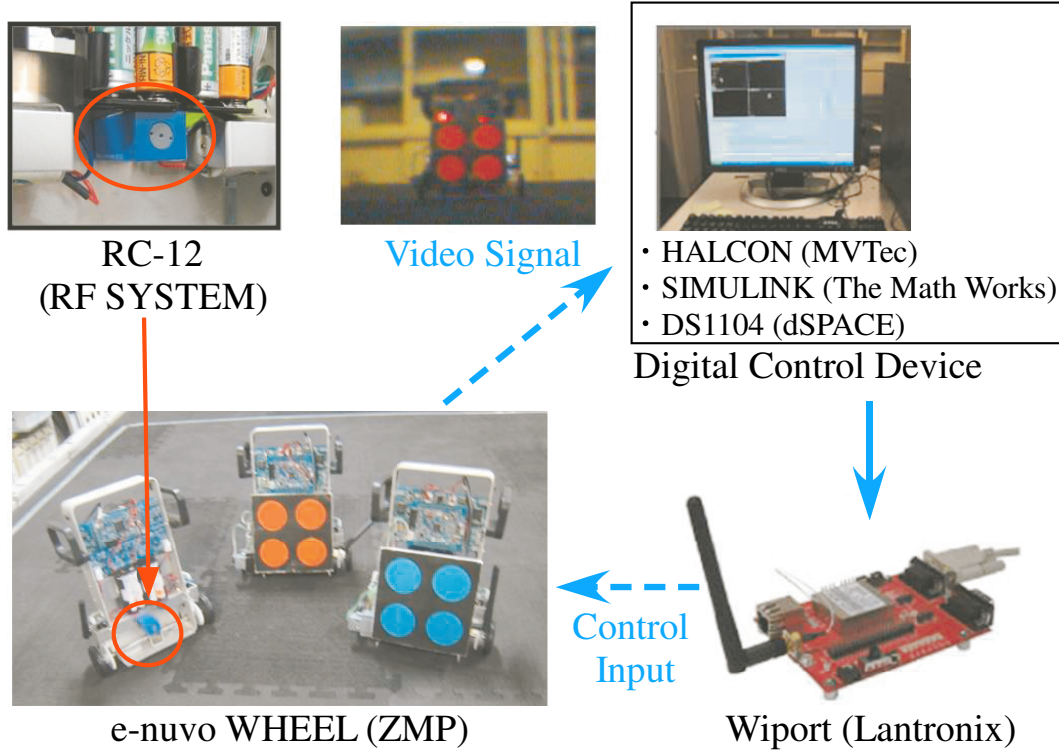 RC-12
(RF SYSTEM)
Video Signal
・HALCON (MVTec)
・SIMULINK (The Math Works)
・DS1104 (dSPACE)
Digital Control Device
Control
Input
e-nuvo WHEEL (ZMP)
Wiport (Lantronix)